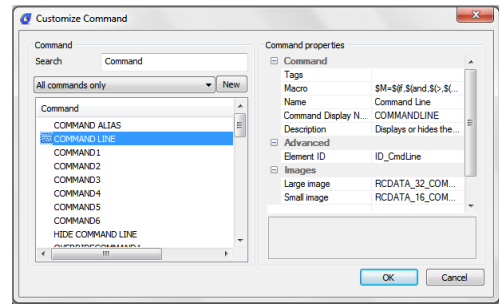 Customize Command
Command
Search
Command
All commands only
New
Command
COMMAND ALIAS
COMMAND LINE
COMMAND1
COMMAND2
COMMAND3
COMMAND4
COMMAND5
COMMAND6
HIDE COMMAND LINE
OVERRIDECOMMAND1
Command properties
Command
Tags
Macro $M=$(if,$(and,$(>,$(...
Name Command Line
Command Display N... COMMANDLINE
Description Displays or hides the...
Advanced
Element ID ID_CmdLine
Images
Large image RCDATA_32_COM...
Small image RCDATA_16_COM...
OK
Cancel